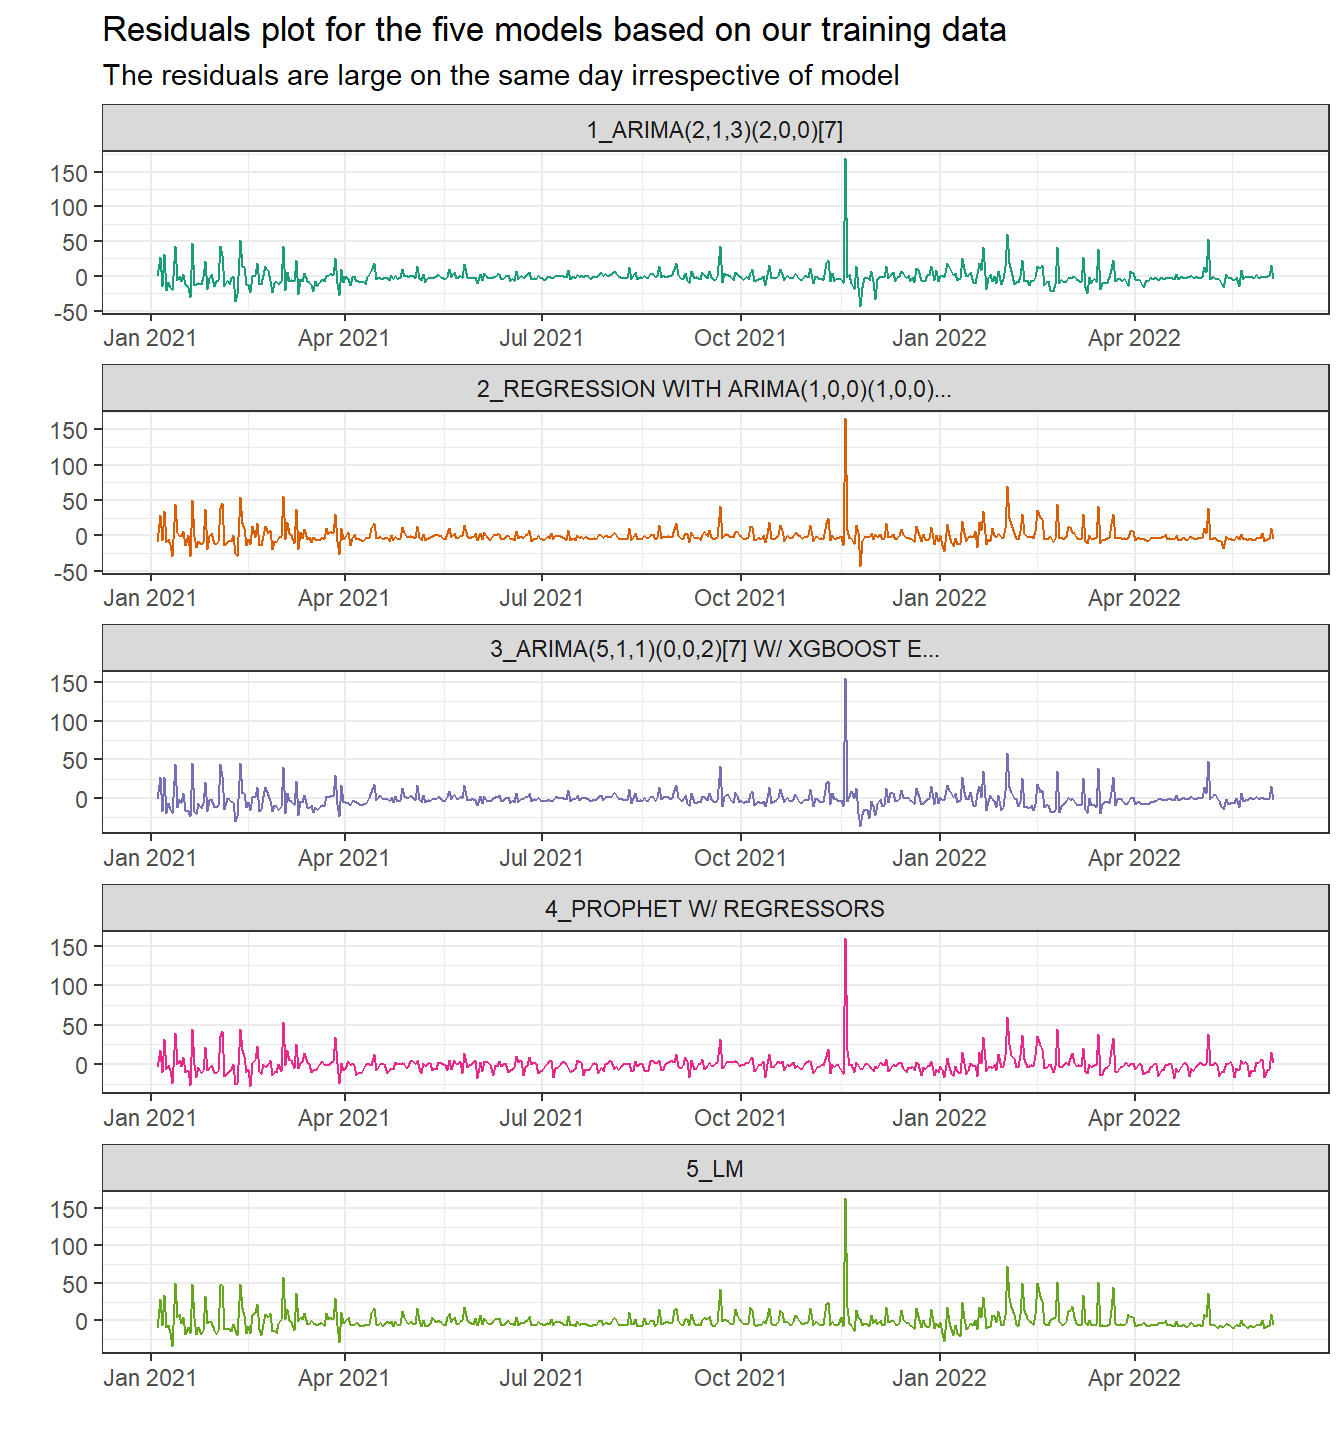 Residuals plot for the five models based on our training data
The residuals are large on the same day irrespective of model
1_ARIMA(2,1,3)(2,0,0)[7]
150
100
50
0
-50
Jan 2021 Apr 2021 Jul 2021 Oct 2021 Jan 2022 Apr 2022
2_REGRESSION WITH ARIMA(1,0,0)(1,0,0)...
150
100
50
0
-50
Jan 2021 Apr 2021 Jul 2021 Oct 2021 Jan 2022 Apr 2022
3_ARIMA(5,1,1)(0,0,2)[7] W/ XGBOOST E...
150
100
50
0
Jan 2021 Apr 2021 Jul 2021 Oct 2021 Jan 2022 Apr 2022
4_PROPHET W/ REGRESSORS
150
100
50
0
Jan 2021 Apr 2021 Jul 2021 Oct 2021 Jan 2022 Apr 2022
5_LM
150
100
50
0
Jan 2021 Apr 2021 Jul 2021 Oct 2021 Jan 2022 Apr 2022